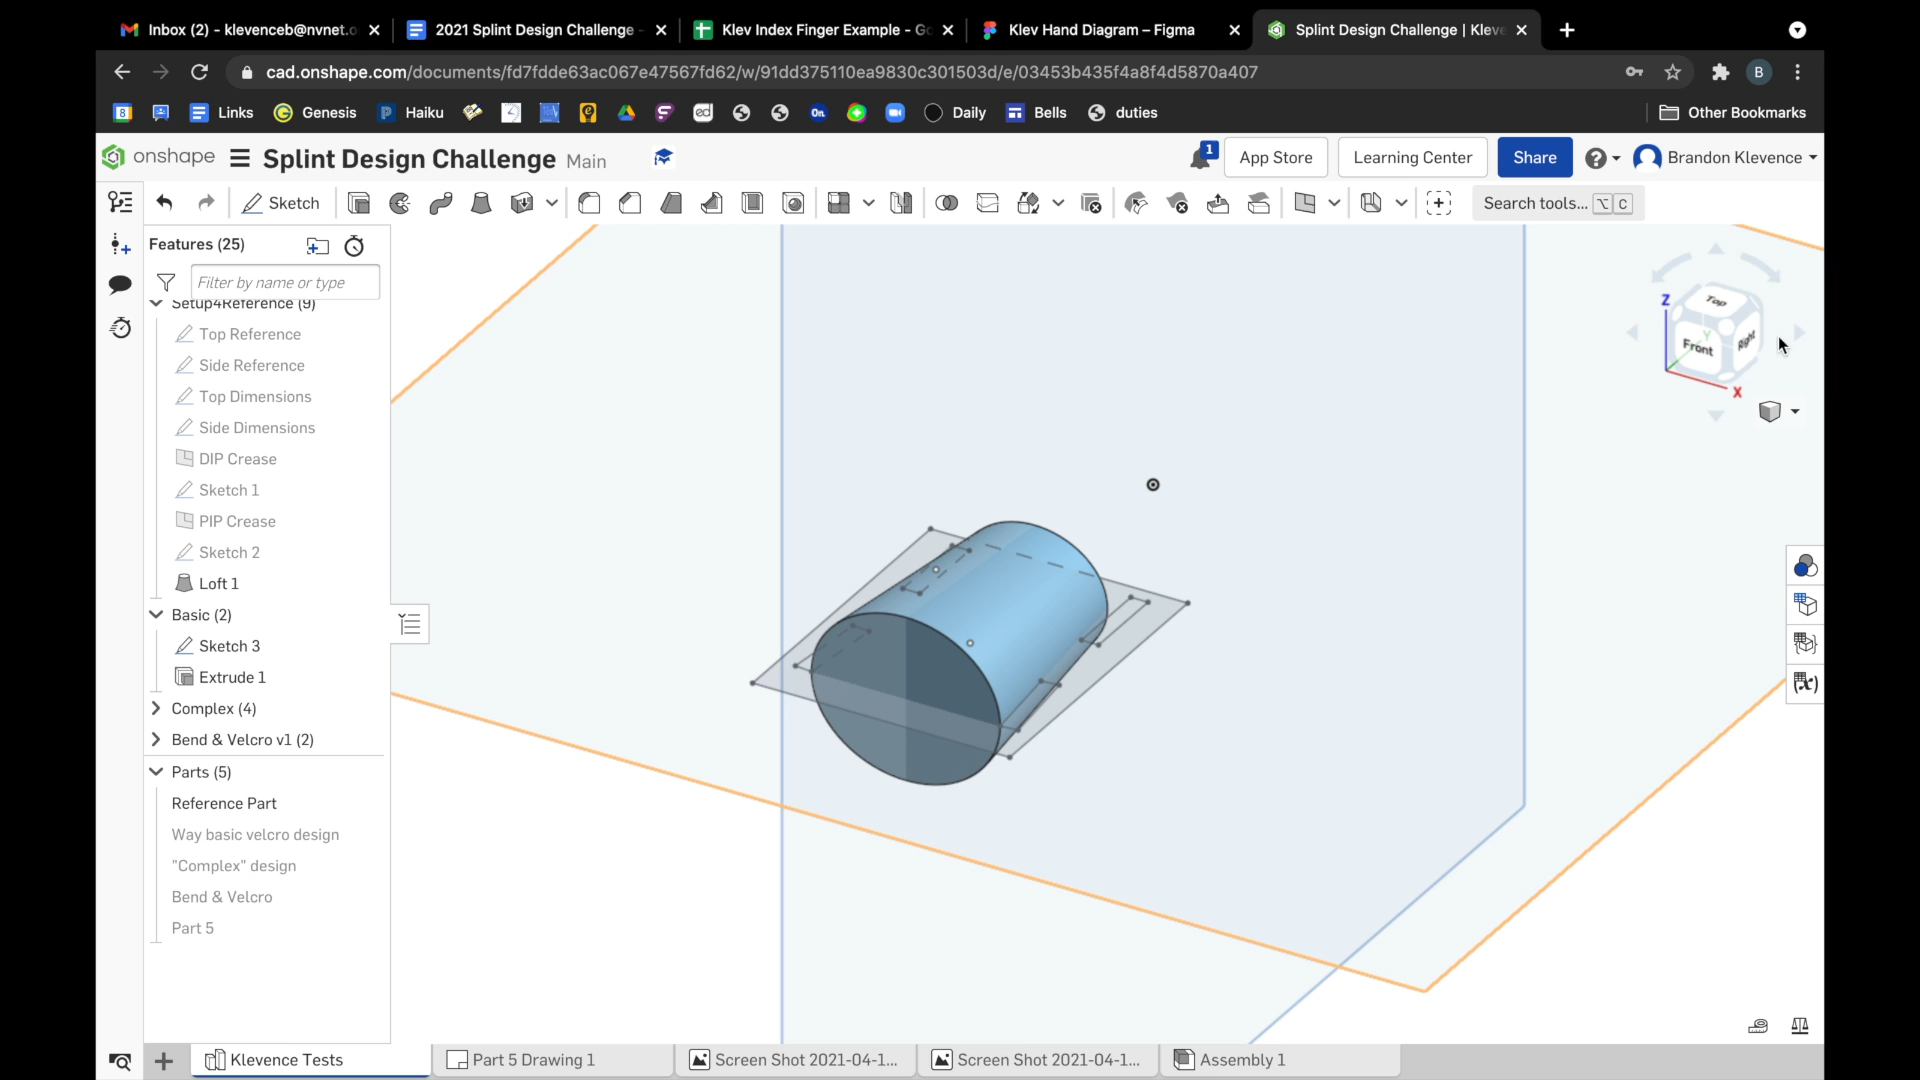 Inbox (2) - klevenceb@nvnet.o
2021 Splint Design Challenge -
Klev Index Finger Example - Go
Klev Hand Diagram – Figma
Splint Design Challenge | Kleve
cad.onshape.com/documents/fd7fdde63ac067e47567fd62/w/91dd375110ea9830c301503d/e/03453b435f4a8f4d5870a407
B
8
Links
Genesis
Haiku
ed
On
Daily
Bells
duties
Other Bookmarks
onshape
Splint Design Challenge Main
1
App Store
Learning Center
Share
Brandon Klevence
Sketch
Search tools... ⌥ C
Features (25)
Filter by name or type
Setup4Reference (9)
Top Reference
Side Reference
Top Dimensions
Side Dimensions
DIP Crease
Sketch 1
PIP Crease
Sketch 2
Loft 1
Basic (2)
Sketch 3
Extrude 1
Complex (4)
Bend & Velcro v1 (2)
Parts (5)
Reference Part
Way basic velcro design
"Complex" design
Bend & Velcro
Part 5
Z
Top
Y
Front
Right
X
(x)
Klevence Tests
Part 5 Drawing 1
Screen Shot 2021-04-1...
Screen Shot 2021-04-1...
Assembly 1